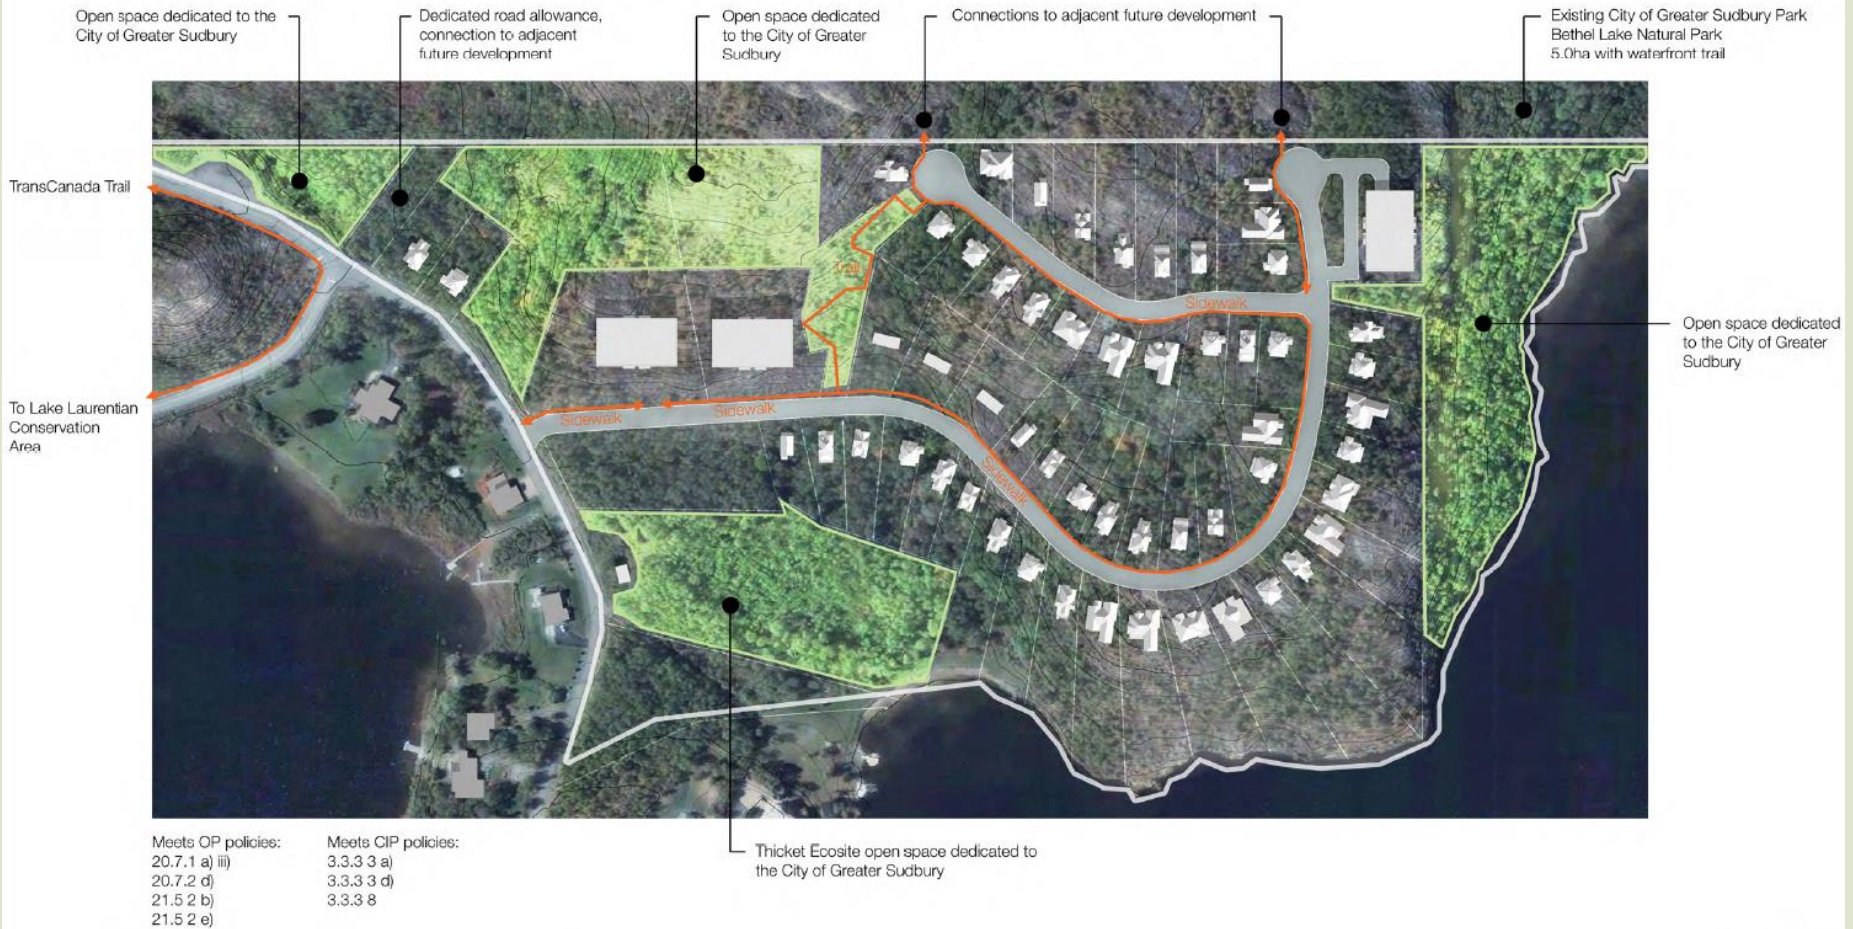 Open space dedicated to the
City of Greater Sudbury
Dedicated road allowance,
connection to adjacent
future development
Open space dedicated
to the City of Greater
Sudbury
Connections to adjacent future development
Existing City of Greater Sudbury Park
Bethel Lake Natural Park
5.0ha with waterfront trail
TransCanada Trail
Trail
Sidewalk
Open space dedicated
to the City of Greater
Sudbury
To Lake Laurentian
Conservation
Area
Sidewalk
Sidewalk
Sidewalk
Meets OP policies:
20.7.1 a) iii)
20.7.2 d)
21.5 2 b)
21.5 2 e)
Meets CIP policies:
3.3.3 3 a)
3.3.3 3 d)
3.3.3 8
Thicket Ecosite open space dedicated to
the City of Greater Sudbury